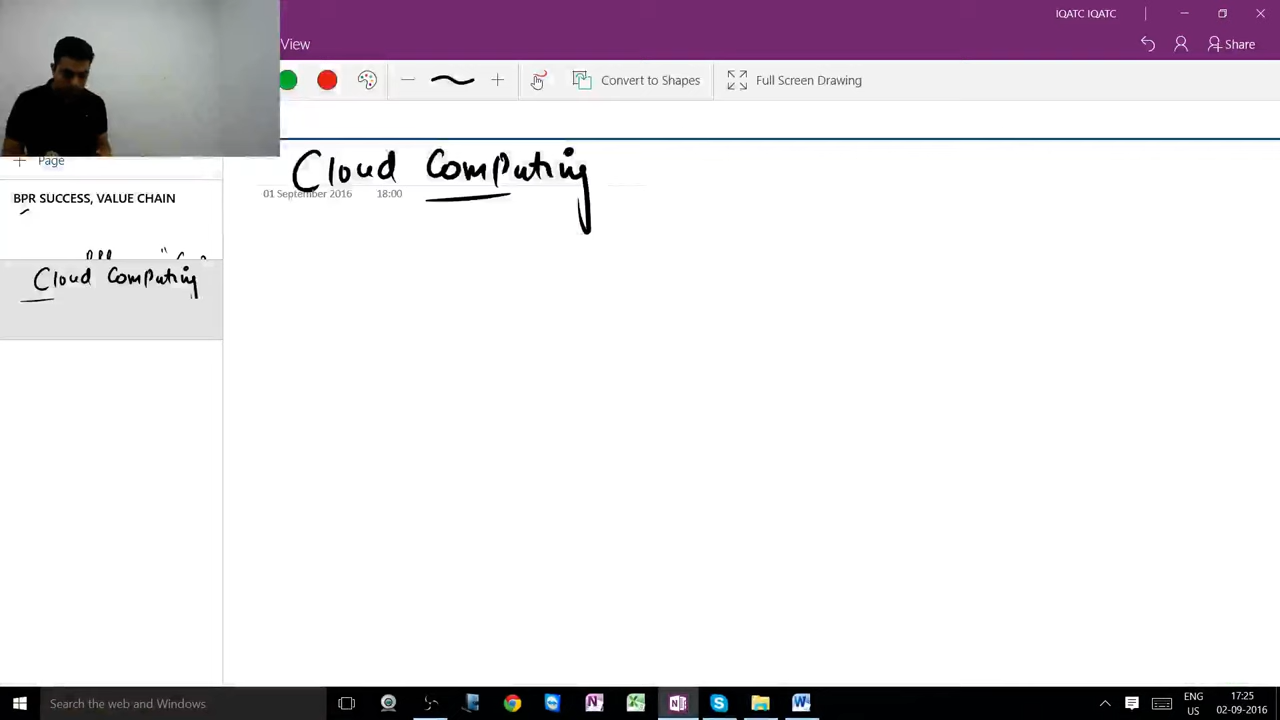 IQATC IQATC
View
Share
Convert to Shapes
Full Screen Drawing
Page
Cloud Computing
01 September 2016 18:00
BPR SUCCESS, VALUE CHAIN
Cloud Computing
Search the web and Windows
ENG
US
17:25
02-09-2016